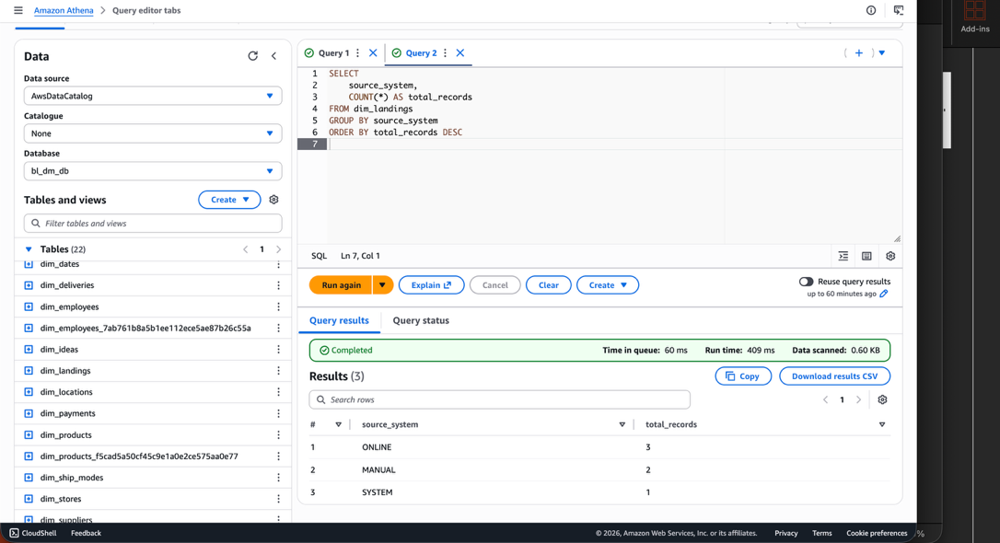 Amazon Athena > Query editor tabs
Add-ins
Data
Data source
AwsDataCatalog
Catalogue
None
Database
bl_dm_db
Tables and views
Create
Filter tables and views
Tables (22)
< 1 >
dim_dates
dim_deliveries
dim_employees
dim_employees_7ab761b8a5b1ee112ece5ae87b26c55a
dim_ideas
dim_landings
dim_locations
dim_payments
dim_products
dim_products_f5cad5a50cf45c9e1a0e2ce575aa0e77
dim_ship_modes
dim_stores
dim_suppliers
Query 1
Query 2
1 SELECT
2 source_system,
3 COUNT(*) AS total_records
4 FROM dim_landings
5 GROUP BY source_system
6 ORDER BY total_records DESC
7
SQL Ln 7, Col 1
Run again
Explain
Cancel
Clear
Create
Reuse query results
up to 60 minutes ago
Query results
Query status
Completed
Time in queue: 60 ms
Run time: 409 ms
Data scanned: 0.60 KB
Results (3)
Copy
Download results CSV
Search rows
< 1 >
# source_system total_records
1 ONLINE 3
2 MANUAL 2
3 SYSTEM 1
CloudShell
Feedback
© 2026, Amazon Web Services, Inc. or its affiliates.
Privacy
Terms
Cookie preferences
%